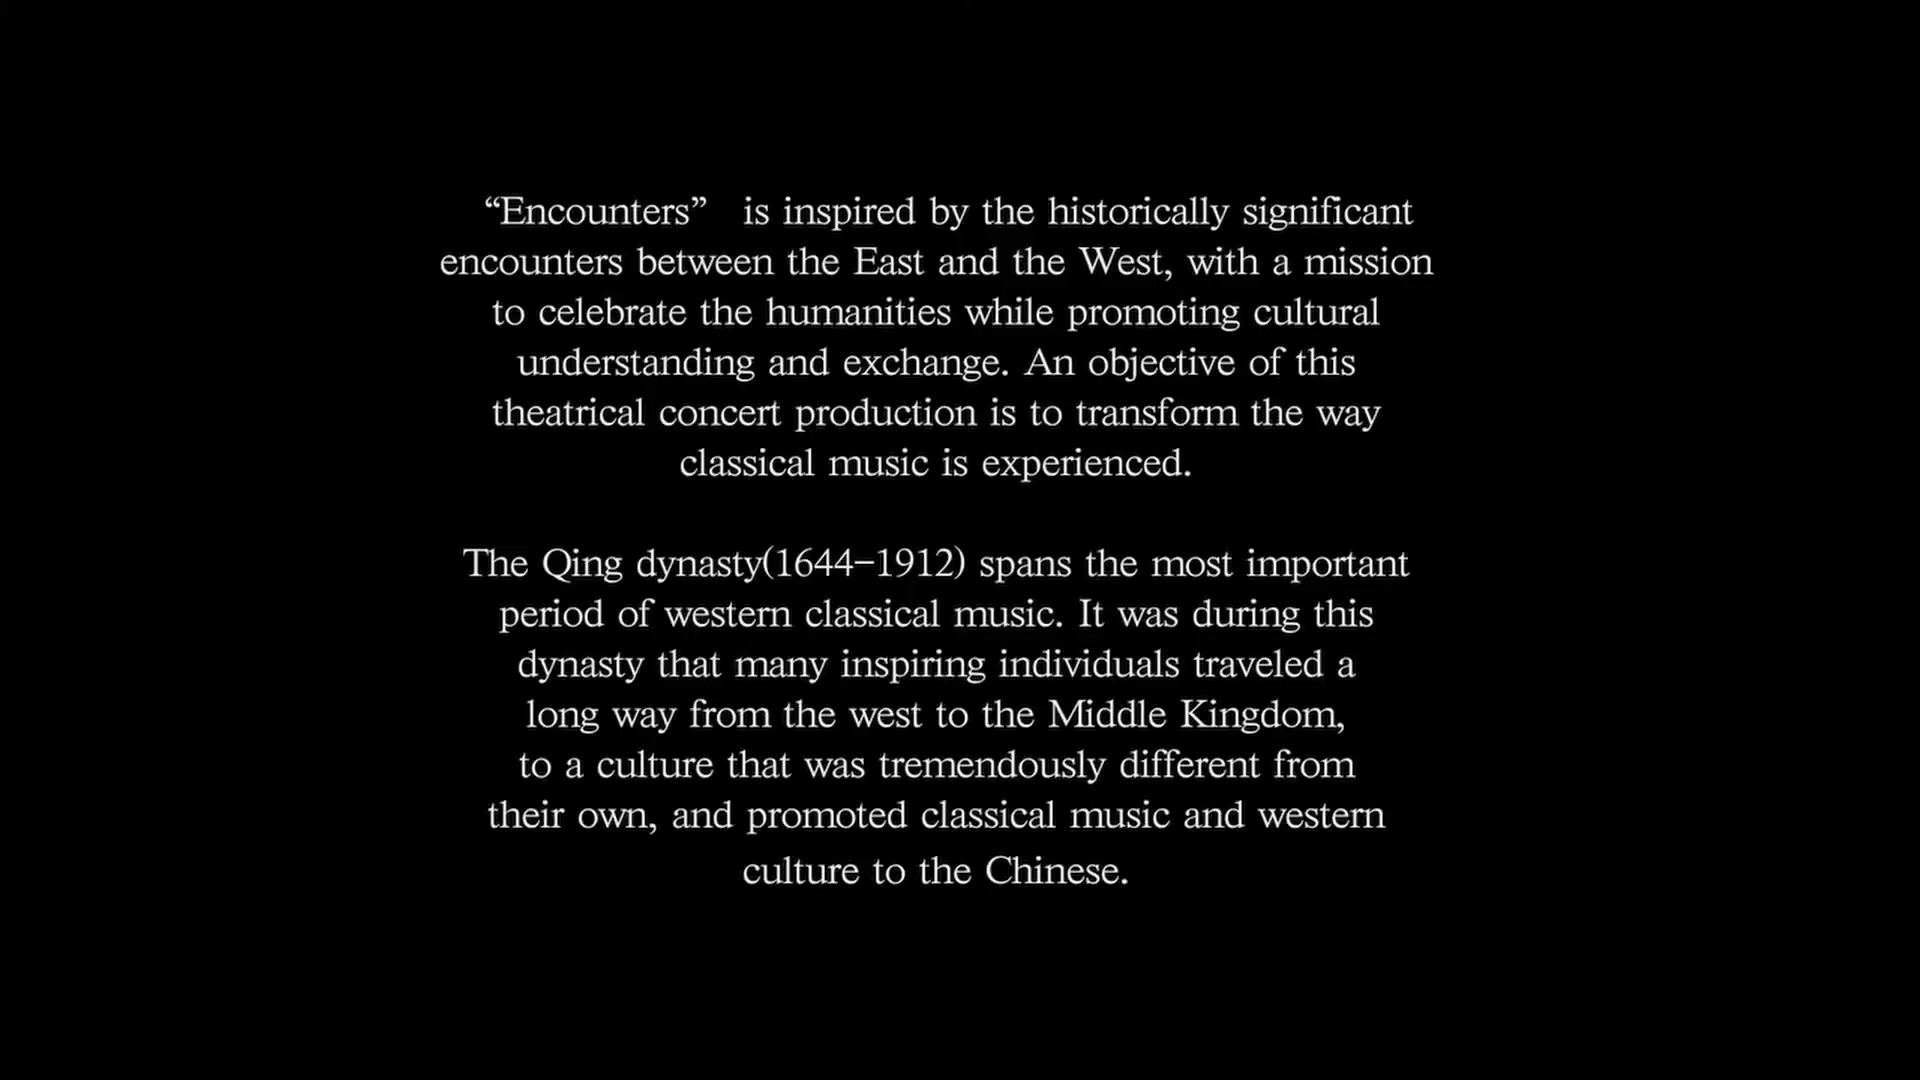 “Encounters” is inspired by the historically significant
encounters between the East and the West, with a mission
to celebrate the humanities while promoting cultural
understanding and exchange. An objective of this
theatrical concert production is to transform the way
classical music is experienced.
The Qing dynasty(1644–1912) spans the most important
period of western classical music. It was during this
dynasty that many inspiring individuals traveled a
long way from the west to the Middle Kingdom,
to a culture that was tremendously different from
their own, and promoted classical music and western
culture to the Chinese.